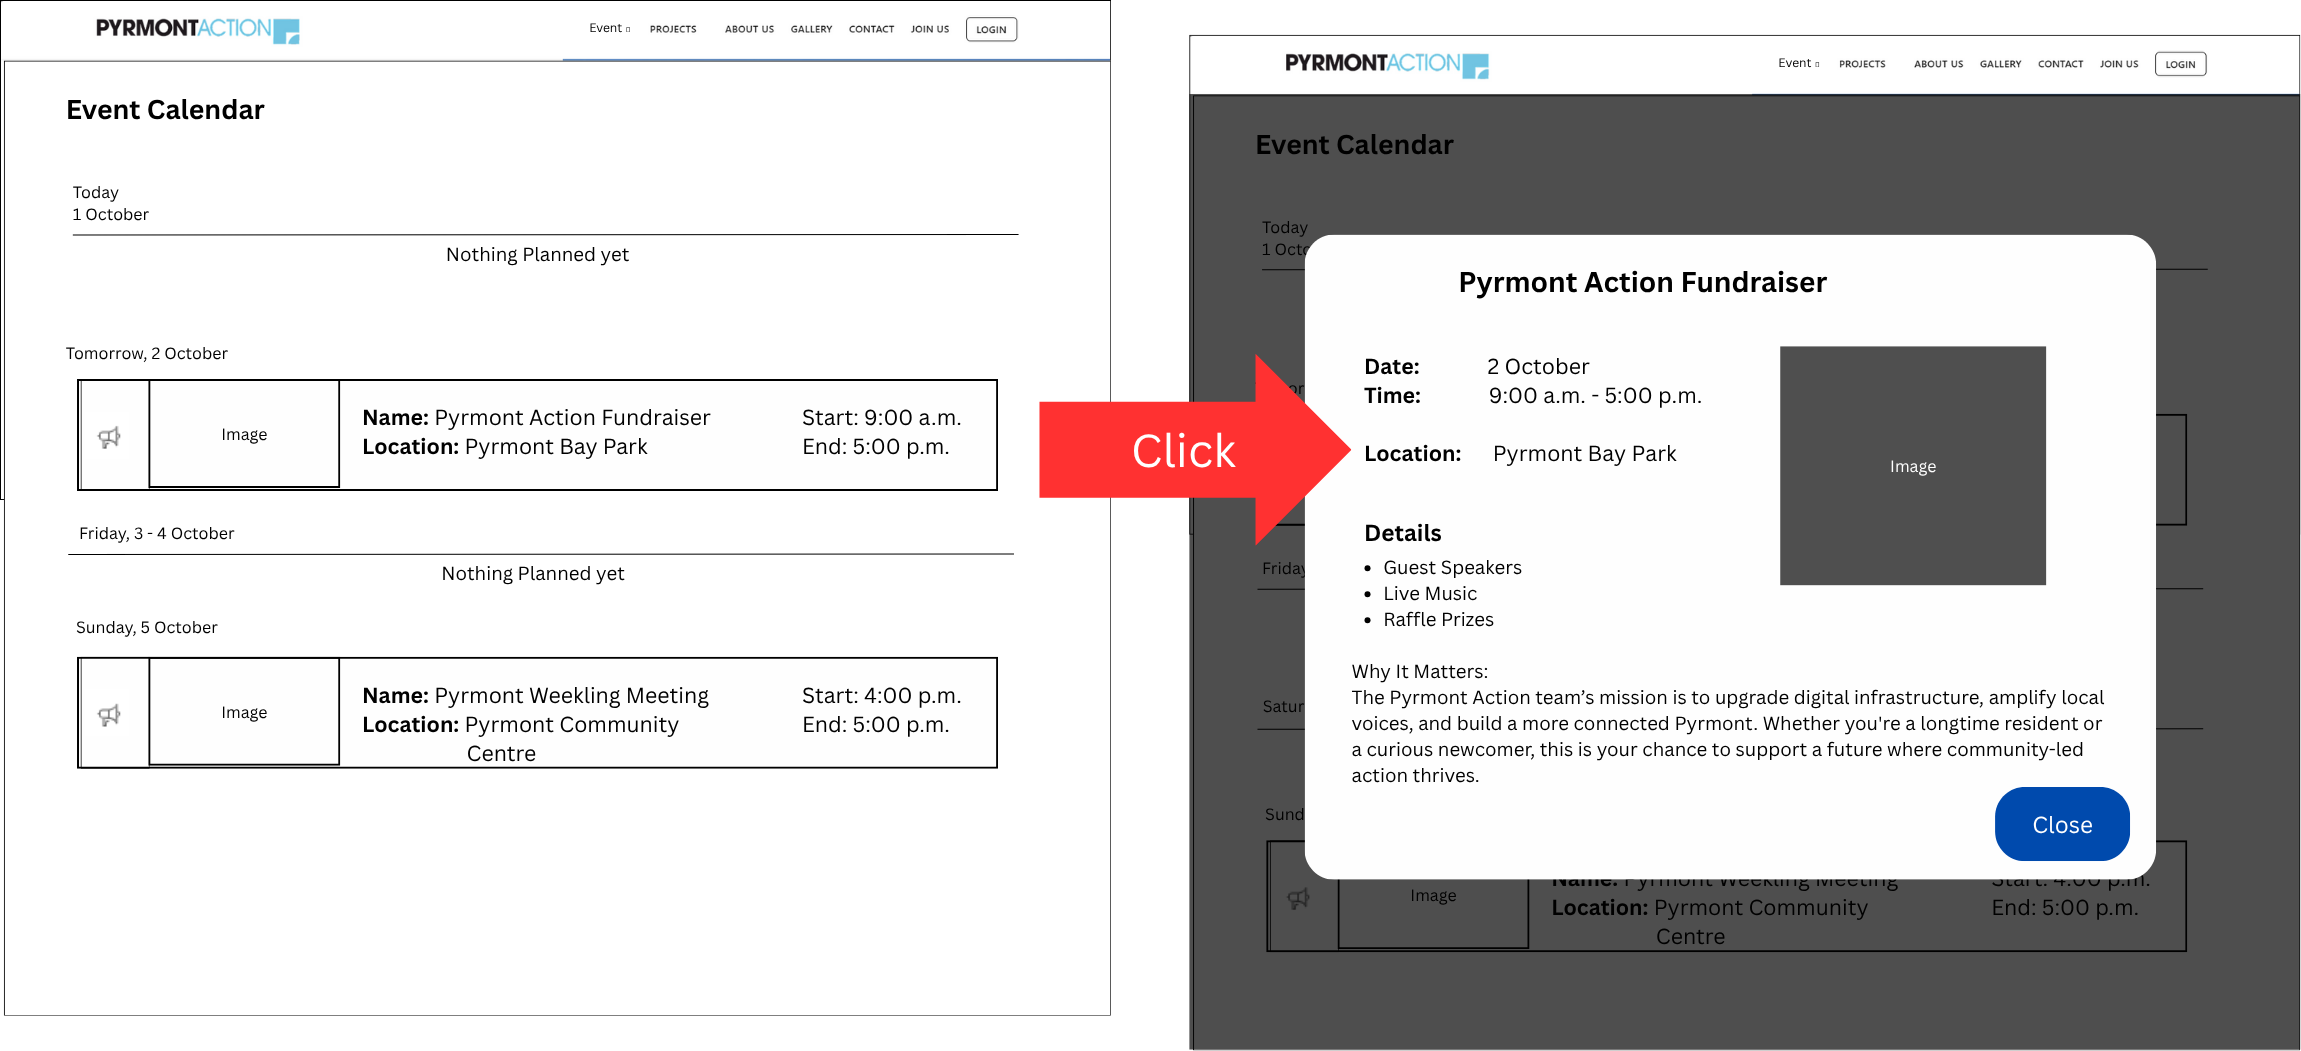 PYRMONTACTION
Event PROJECTS ABOUT US GALLERY CONTACT JOIN US LOGIN
Event Calendar
Today
1 October
Nothing Planned yet
Tomorrow, 2 October
Image
Name: Pyrmont Action Fundraiser
Location: Pyrmont Bay Park
Start: 9:00 a.m.
End: 5:00 p.m.
Friday, 3 - 4 October
Nothing Planned yet
Sunday, 5 October
Image
Name: Pyrmont Weekling Meeting
Location: Pyrmont Community
Centre
Start: 4:00 p.m.
End: 5:00 p.m.
Click
PYRMONTACTION
Event PROJECTS ABOUT US GALLERY CONTACT JOIN US LOGIN
Event Calendar
Today
1 Octo
Pyrmont Action Fundraiser
Date: 2 October
Time: 9:00 a.m. - 5:00 p.m.
Location: Pyrmont Bay Park
Image
Details
• Guest Speakers
• Live Music
• Raffle Prizes
Why It Matters:
The Pyrmont Action team’s mission is to upgrade digital infrastructure, amplify local
voices, and build a more connected Pyrmont. Whether you're a longtime resident or
a curious newcomer, this is your chance to support a future where community-led
action thrives.
Close
Friday
Satur
Sund
Image
Name: Pyrmont Weekling Meeting
Location: Pyrmont Community
Centre
Start: 4:00 p.m.
End: 5:00 p.m.